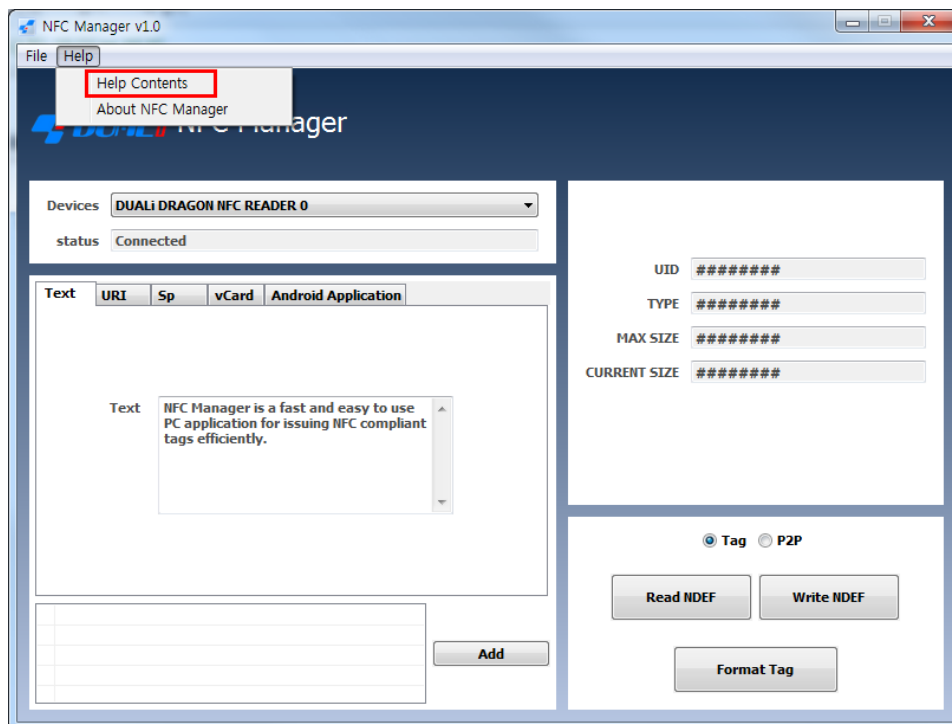 NFC Manager v1.0
File Help
Help Contents
About NFC Manager
DUALi NFC Manager
Devices DUALi DRAGON NFC READER 0
status Connected
Text URI Sp vCard Android Application
Text NFC Manager is a fast and easy to use
PC application for issuing NFC compliant
tags efficiently.
Add
UID ########
TYPE ########
MAX SIZE ########
CURRENT SIZE ########
Tag P2P
Read NDEF Write NDEF
Format Tag